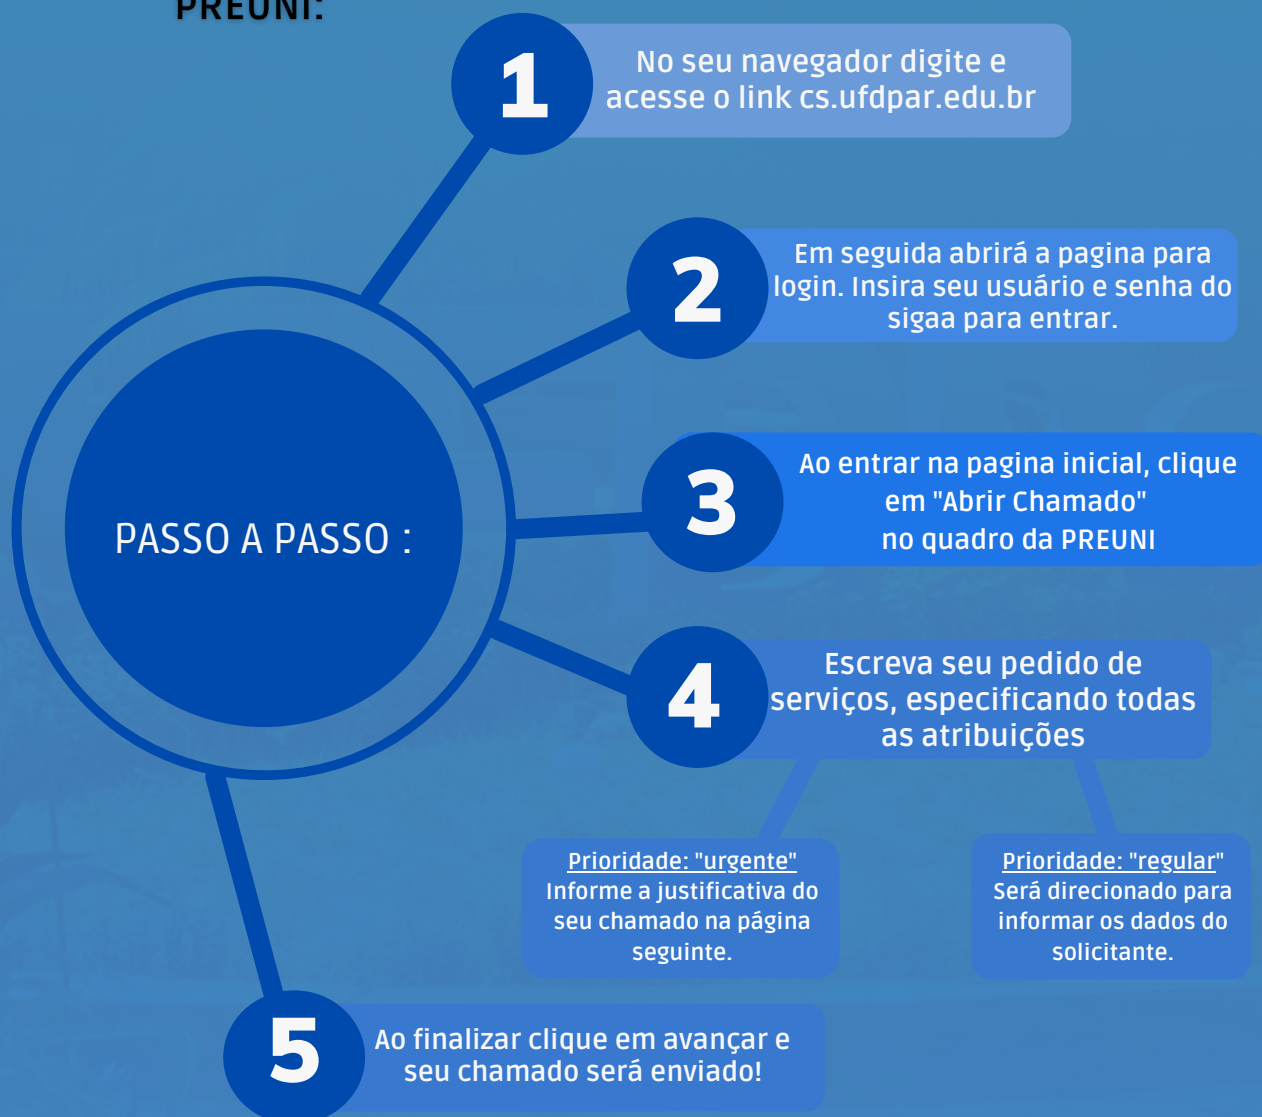 PREUNI:
1
No seu navegador digite e
acesse o link cs.ufdpar.edu.br
2
Em seguida abrirá a pagina para
login. Insira seu usuário e senha do
sigaa para entrar.
3
Ao entrar na pagina inicial, clique
em "Abrir Chamado"
no quadro da PREUNI
PASSO A PASSO :
4
Escreva seu pedido de
serviços, especificando todas
as atribuições
Prioridade: "urgente"
Informe a justificativa do
seu chamado na página
seguinte.
Prioridade: "regular"
Será direcionado para
informar os dados do
solicitante.
5
Ao finalizar clique em avançar e
seu chamado será enviado!